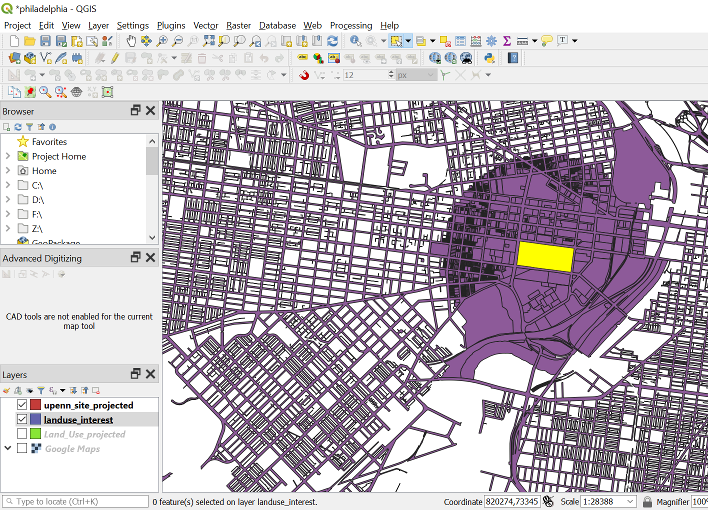 *philadelphia - QGIS
Project Edit View Layer Settings Plugins Vector Raster Database Web Processing Help
12 px
Browser
Favorites
Project Home
Home
C:\
D:\
F:\
Z:\
GeoPackage
Advanced Digitizing
CAD tools are not enabled for the current
map tool
Layers
upenn_site_projected
landuse_interest
Land_Use_projected
Google Maps
Type to locate (Ctrl+K) 0 feature(s) selected on layer landuse_interest. Coordinate 820274,73345 Scale 1:28388 Magnifier 100%